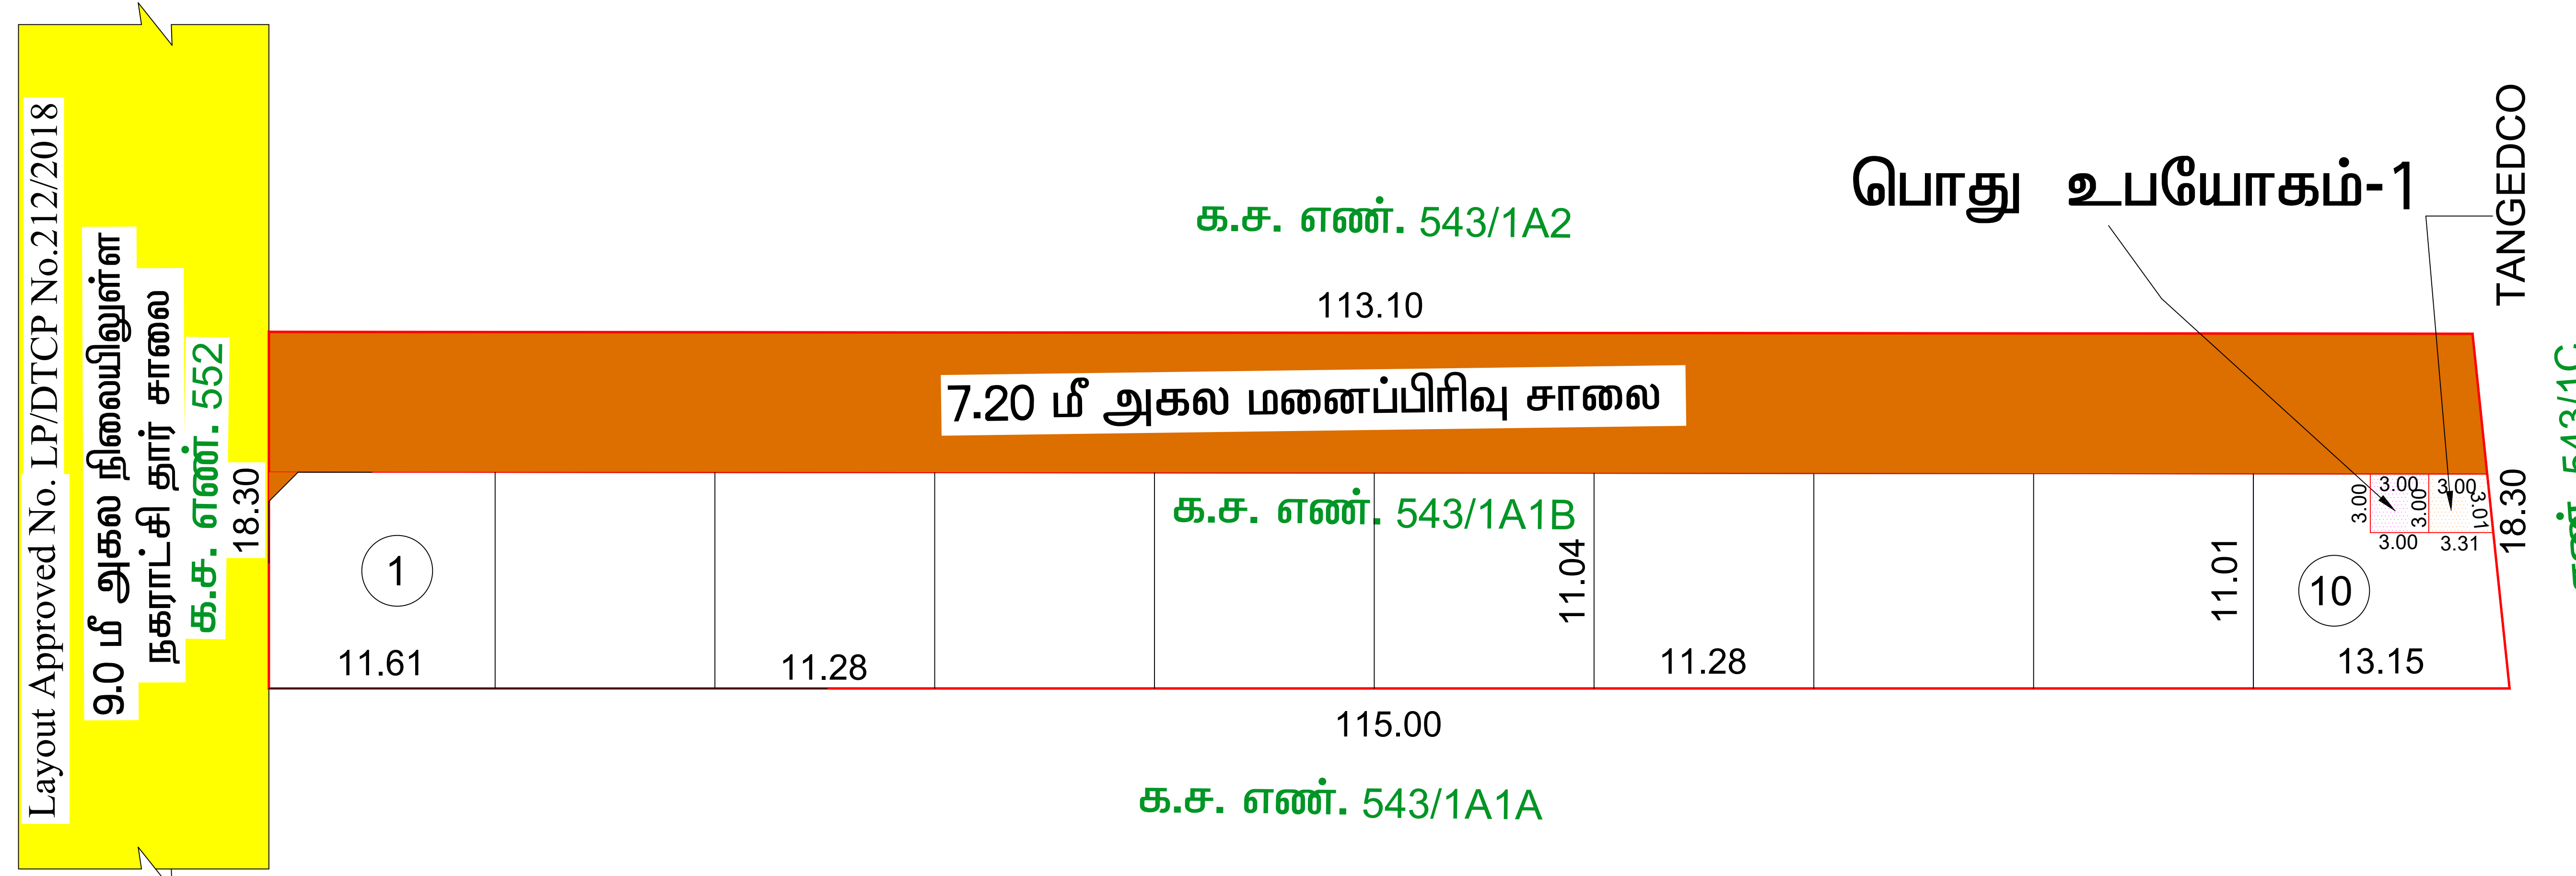 Layout Approved No. LP/DTCP No.212/2018
9.0 மீ அகல நிலையிலுள்ள
நகராட்சி தார் சாலை
க.ச. எண். 552
18.30
க.ச. எண். 543/1A2
113.10
பொது உபயோகம்-1
TANGEDCO
7.20 மீ அகல மனைப்பிரிவு சாலை
க.ச. எண். 543/1A1B
3.00
3.00
3.00
3.00
3.01
3.00
3.31
18.30
எண். 543/1C
1
11.04
11.01
10
11.61
11.28
11.28
13.15
115.00
க.ச. எண். 543/1A1A